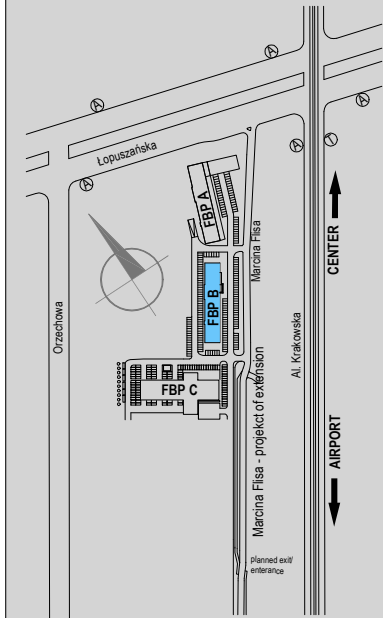 A
A
Łopuszańska
A
A
A
T
FBP A
Marcina Flisa
CENTER
FBP B
Orzechowa
Al. Krakowska
FBP C
Marcina Flisa - projekct of extension
AIRPORT
planned exit/
enterance